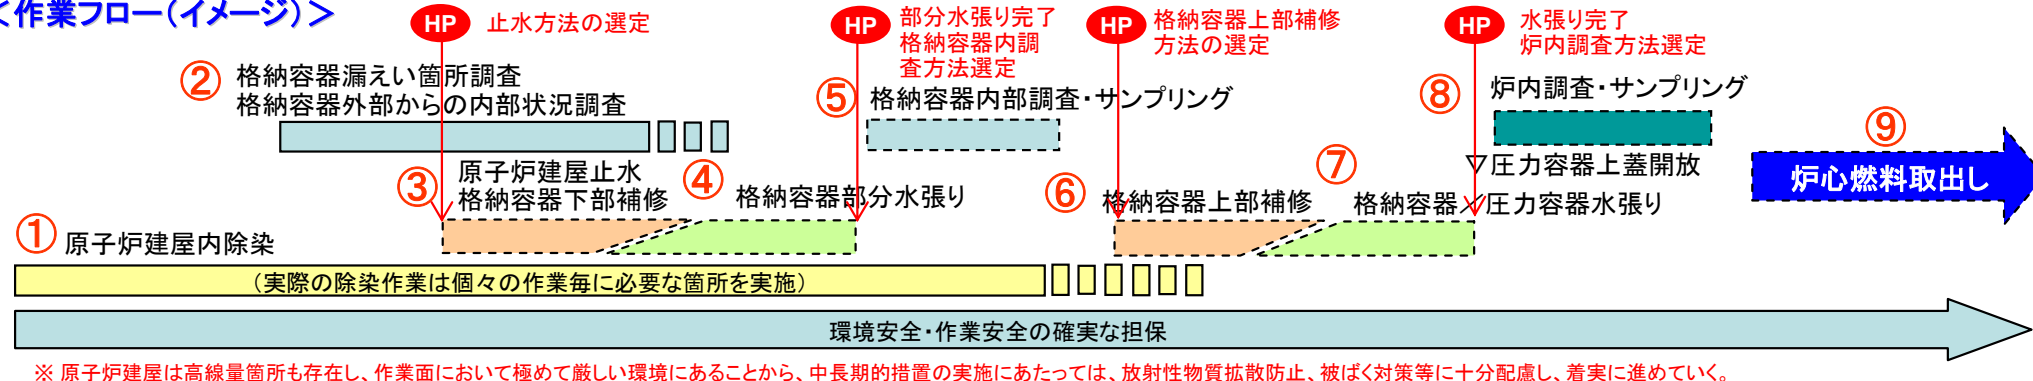 <作業フロー(イメージ)>
HP 止水方法の選定
HP 部分水張り完了
格納容器内調
査方法選定
HP 格納容器上部補修
方法の選定
HP 水張り完了
炉内調査方法選定
② 格納容器漏えい箇所調査
格納容器外部からの内部状況調査
⑤ 格納容器内部調査・サンプリング
⑧ 炉内調査・サンプリング
▽圧力容器上蓋開放
⑨
炉心燃料取出し
③ 原子炉建屋止水
格納容器下部補修
④ 格納容器部分水張り
⑥ 格納容器上部補修
⑦ 格納容器/圧力容器水張り
① 原子炉建屋内除染
(実際の除染作業は個々の作業毎に必要な箇所を実施)
環境安全・作業安全の確実な担保
※ 原子炉建屋は高線量箇所も存在し、作業面において極めて厳しい環境にあることから、中長期的措置の実施にあたっては、放射性物質拡散防止、被ばく対策等に十分配慮し、着実に進めていく。